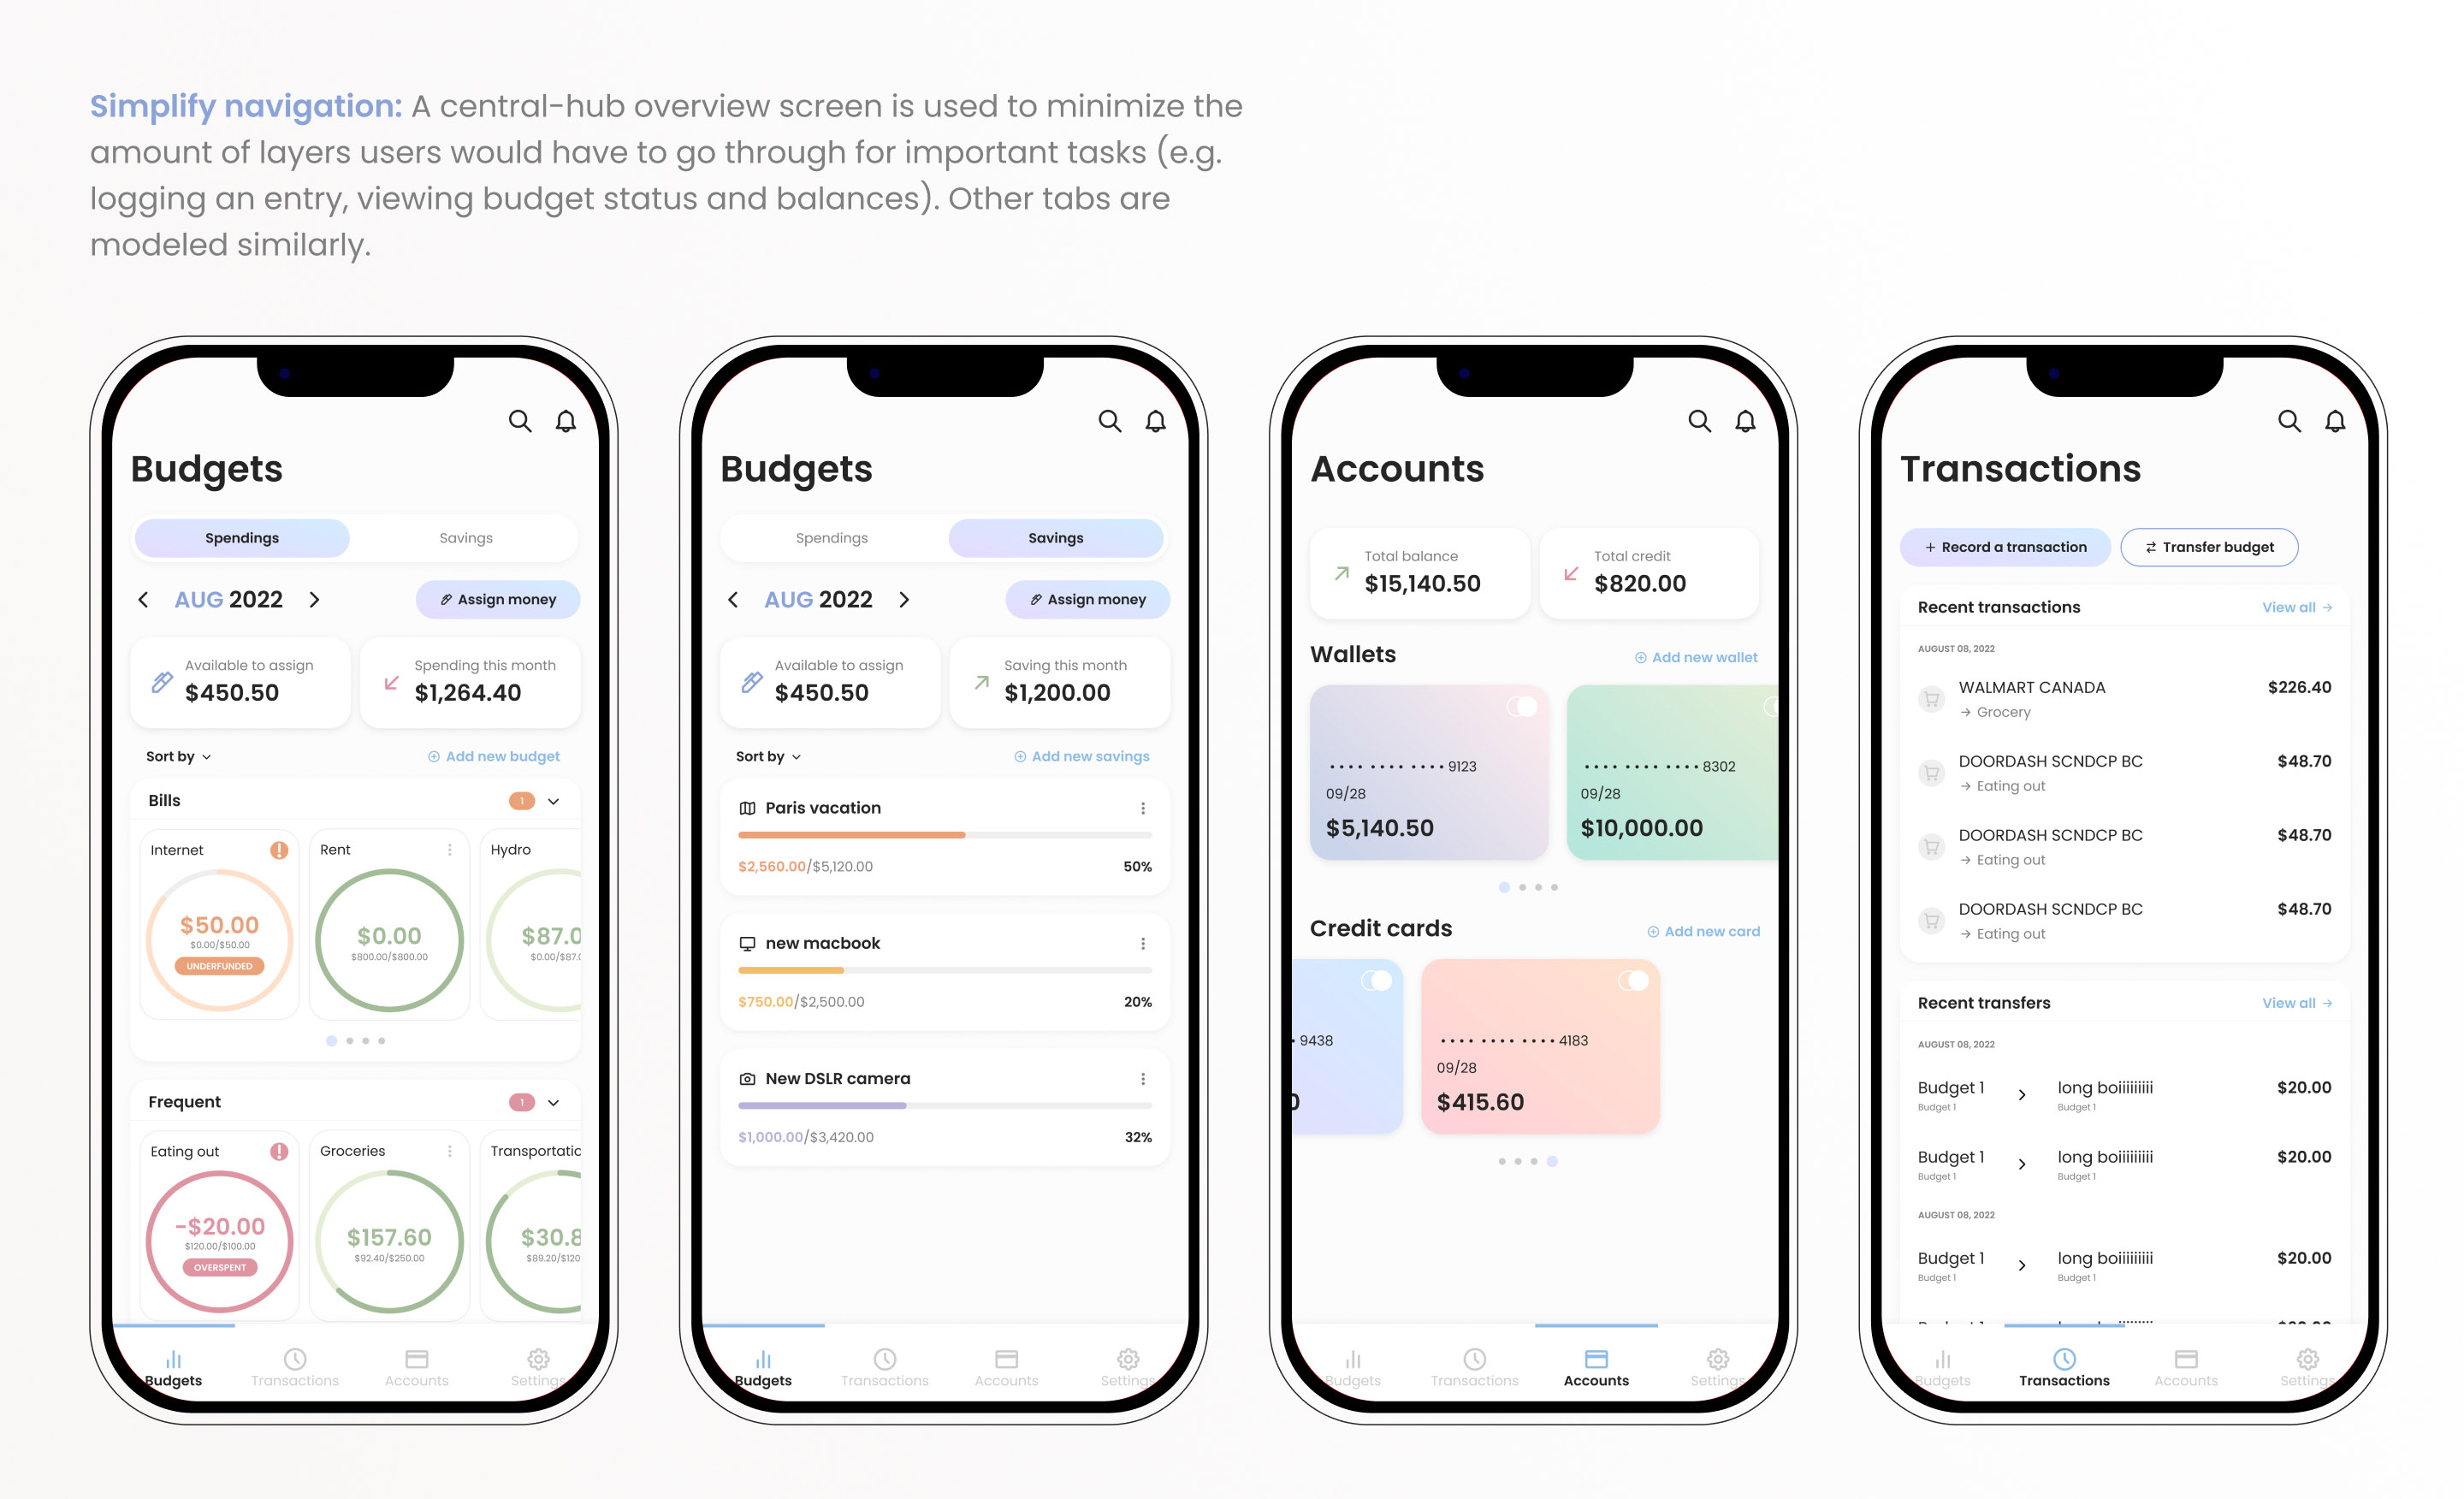 Simplify navigation: A central-hub overview screen is used to minimize the
amount of layers users would have to go through for important tasks (e.g.
logging an entry, viewing budget status and balances). Other tabs are
modeled similarly.
Budgets
Spendings Savings
AUG 2022 Assign money
Available to assign Spending this month
$450.50 $1,264.40
Sort by Add new budget
Bills 1
Internet Rent Hydro
$50.00 $0.00 $87.0
$0.00/$50.00 $800.00/$800.00 $0.00/$87.
UNDERFUNDED
Frequent 1
Eating out Groceries Transportatio
-$20.00 $157.60 $30.8
$120.00/$100.00 $92.40/$250.00 $89.20/$120
OVERSPENT
Budgets Transactions Accounts Settings
Budgets
Spendings Savings
AUG 2022 Assign money
Available to assign Saving this month
$450.50 $1,200.00
Sort by Add new savings
Paris vacation
$2,560.00/$5,120.00 50%
new macbook
$750.00/$2,500.00 20%
New DSLR camera
$1,000.00/$3,420.00 32%
Budgets Transactions Accounts Settings
Accounts
Total balance Total credit
$15,140.50 $820.00
Wallets Add new wallet
•••• •••• •••• 9123 •••• •••• •••• 8302
09/28 09/28
$5,140.50 $10,000.00
Credit cards Add new card
• 9438 •••• •••• •••• 4183
09/28
0 $415.60
Budgets Transactions Accounts Settings
Transactions
+ Record a transaction Transfer budget
Recent transactions View all →
AUGUST 08, 2022
WALMART CANADA $226.40
→ Grocery
DOORDASH SCNDCP BC $48.70
→ Eating out
DOORDASH SCNDCP BC $48.70
→ Eating out
DOORDASH SCNDCP BC $48.70
→ Eating out
Recent transfers View all →
AUGUST 08, 2022
Budget 1 > long boiiiiiiiii $20.00
Budget 1 Budget 1
Budget 1 > long boiiiiiiiii $20.00
Budget 1 Budget 1
AUGUST 08, 2022
Budget 1 > long boiiiiiiiii $20.00
Budget 1 Budget 1
Budgets Transactions Accounts Settings